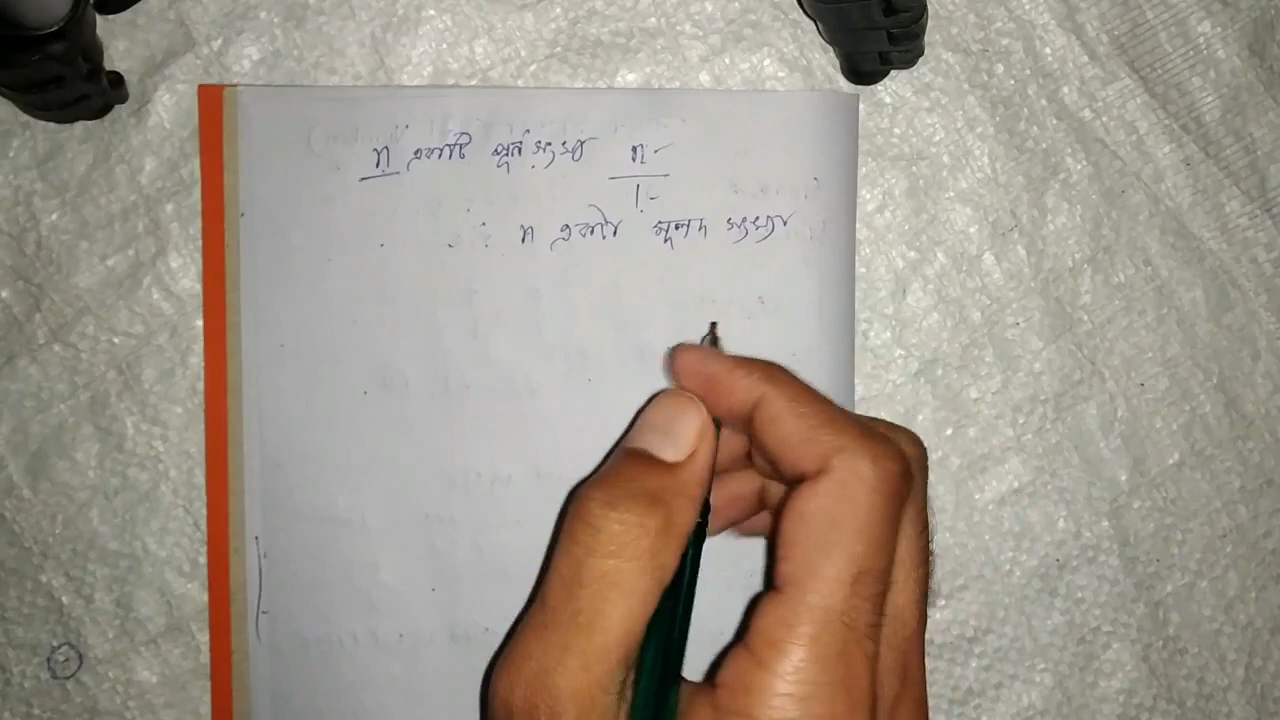 n একটি পূর্ণ সংখ্যা n/1
∴ n একটি মূলদ সংখ্যা